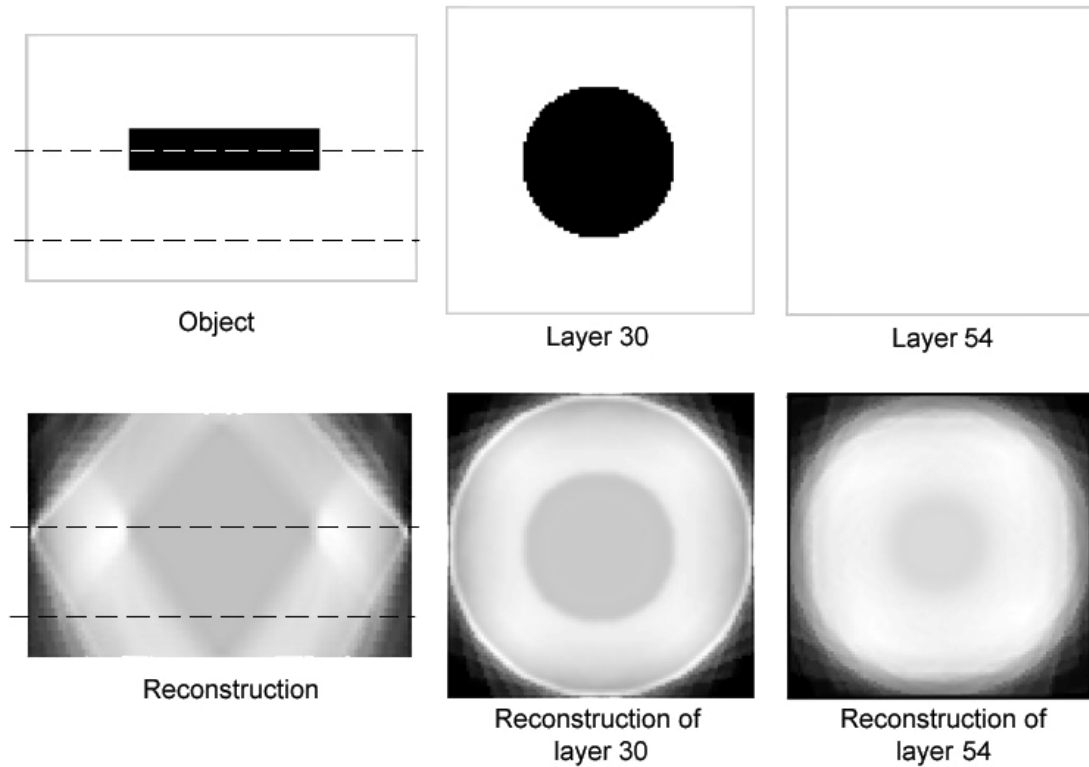 Object
Layer 30
Layer 54
Reconstruction
Reconstruction of
layer 30
Reconstruction of
layer 54